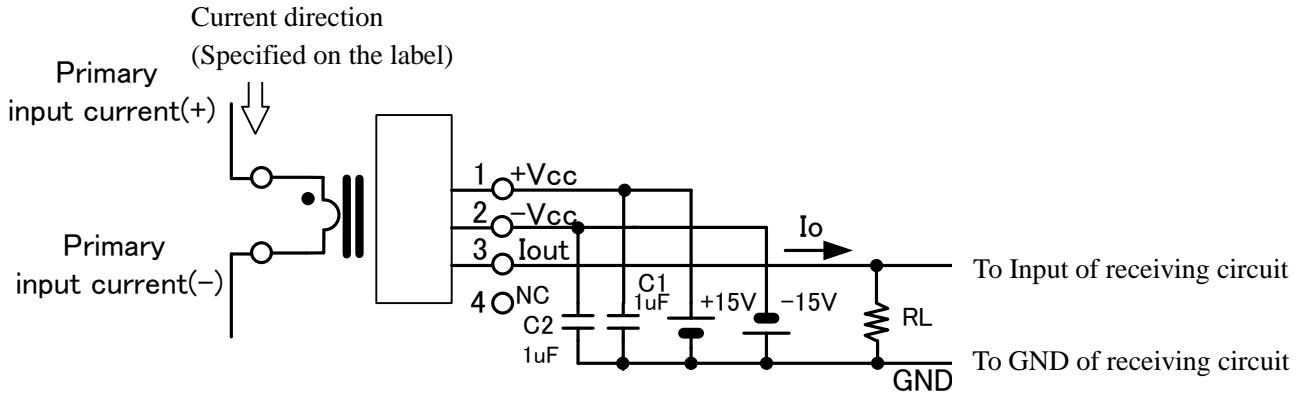 Current direction
(Specified on the label)
Primary
input current(+)
Primary
input current(-)
1 +Vcc
2 -Vcc
3 Iout
4 NC
C1
1uF
C2
1uF
+15V
-15V
Io
RL
GND
To Input of receiving circuit
To GND of receiving circuit